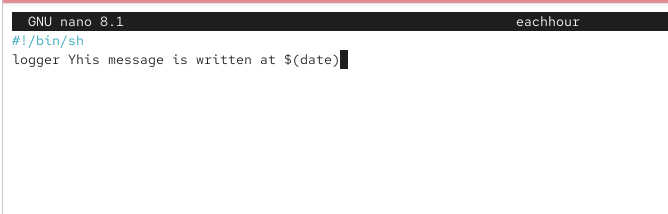 GNU nano 8.1 eachhour
#!/bin/sh
logger Yhis message is written at $(date)